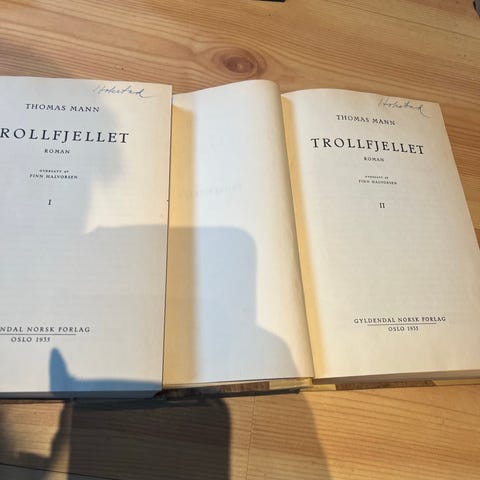 THOMAS MANN
ROLLFJELLET
ROMAN
OVERSATT AV
FINN HALVORSEN
I
NDAL NORSK FORLAG
OSLO 1935
THOMAS MANN
TROLLFJELLET
ROMAN
OVERSATT AV
FINN HALVORSEN
II
GYLDENDAL NORSK FORLAG
OSLO 1935